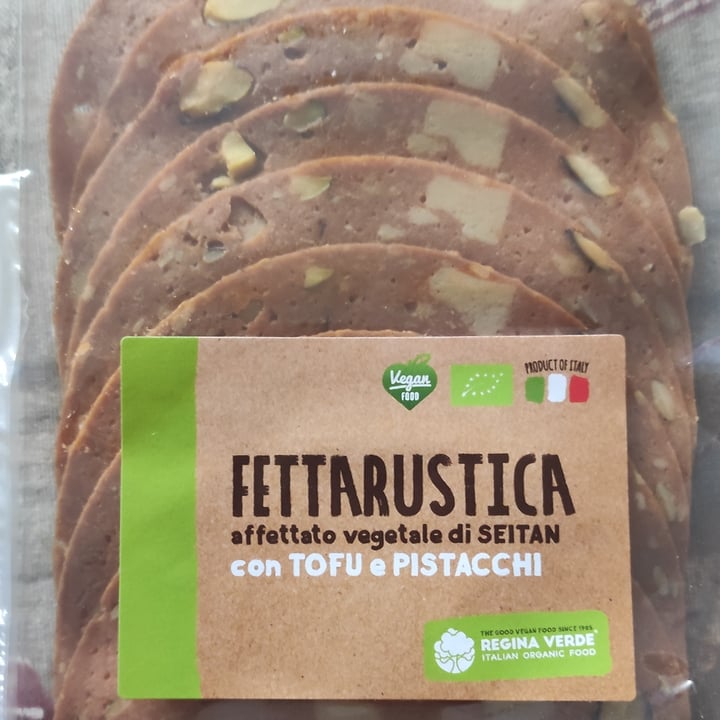 Vegan
FOOD
PRODUCT OF ITALY
FETTARUSTICA
affettato vegetale di SEITAN
con TOFU e PISTACCHI
THE GOOD VEGAN FOOD SINCE 1985
REGINA VERDE
ITALIAN ORGANIC FOOD